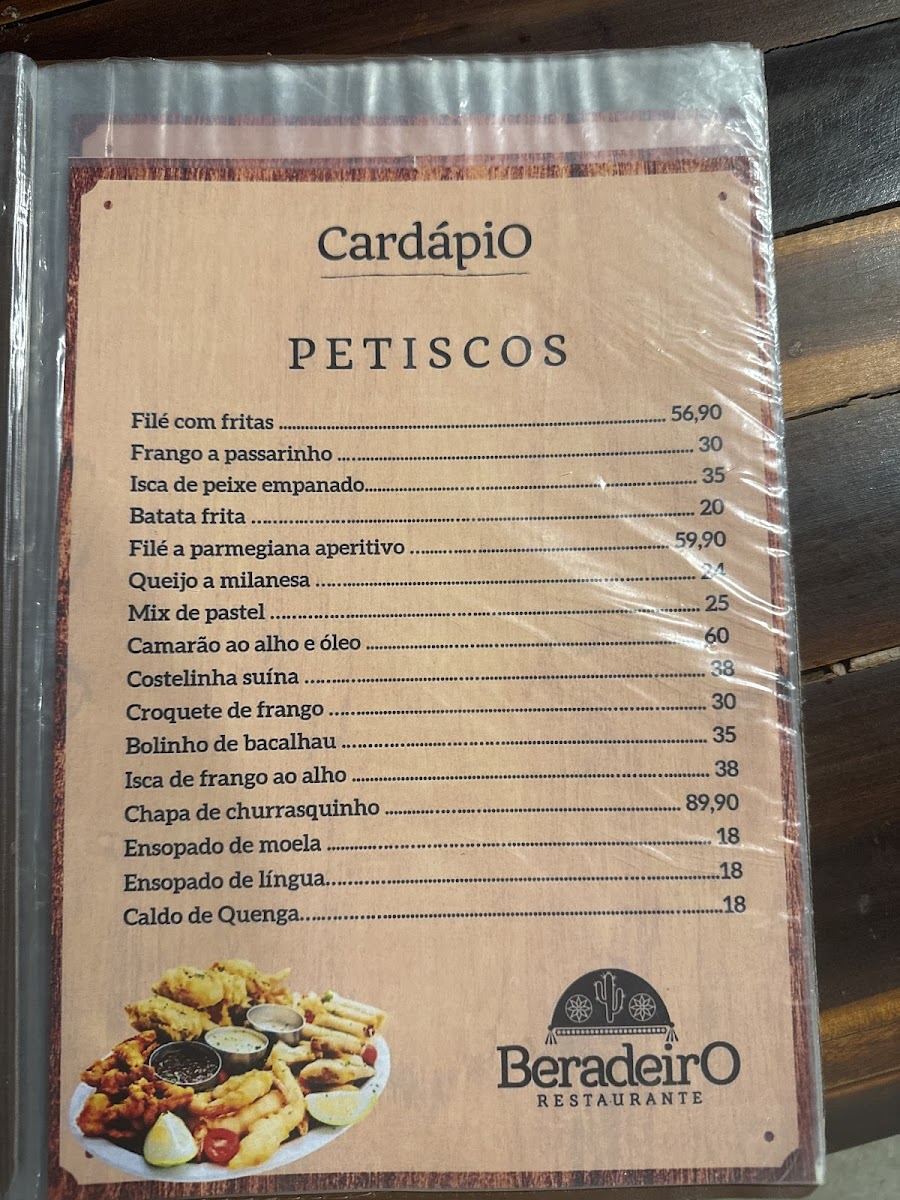 CardápiO
PETISCOS
Filé com fritas 56,90
Frango a passarinho 30
Isca de peixe empanado 35
Batata frita 20
Filé a parmegiana aperitivo 59,90
Queijo a milanesa 24
Mix de pastel 25
Camarão ao alho e óleo 60
Costelinha suína 38
Croquete de frango 30
Bolinho de bacalhau 35
Isca de frango ao alho 38
Chapa de churrasquinho 89,90
Ensopado de moela 18
Ensopado de língua 18
Caldo de Quenga 18
BeradeirO
RESTAURANTE